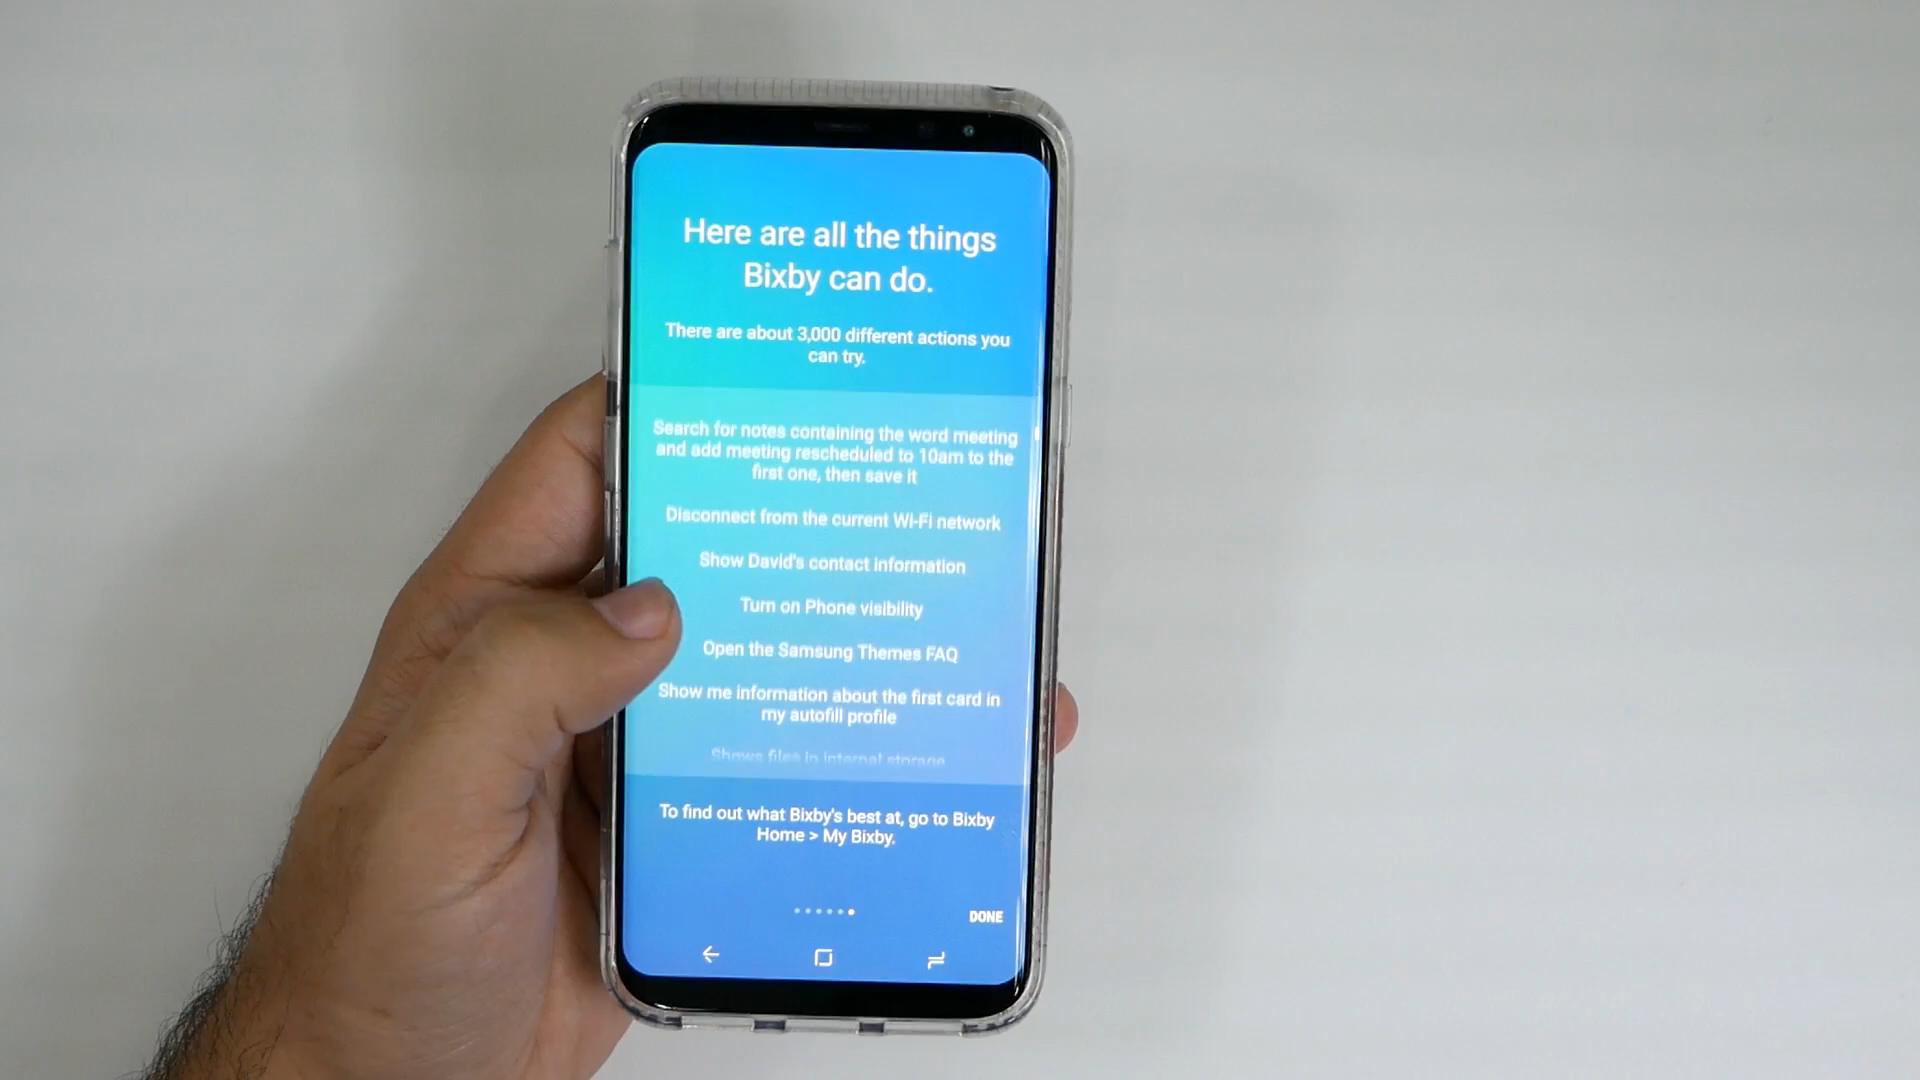 Here are all the things
Bixby can do.
There are about 3,000 different actions you
can try.
Search for notes containing the word meeting
and add meeting rescheduled to 10am to the
first one, then save it
Disconnect from the current Wi-Fi network
Show David's contact information
Turn on Phone visibility
Open the Samsung Themes FAQ
Show me information about the first card in
my autofill profile
Shows files in internal storage
To find out what Bixby's best at, go to Bixby
Home > My Bixby.
DONE